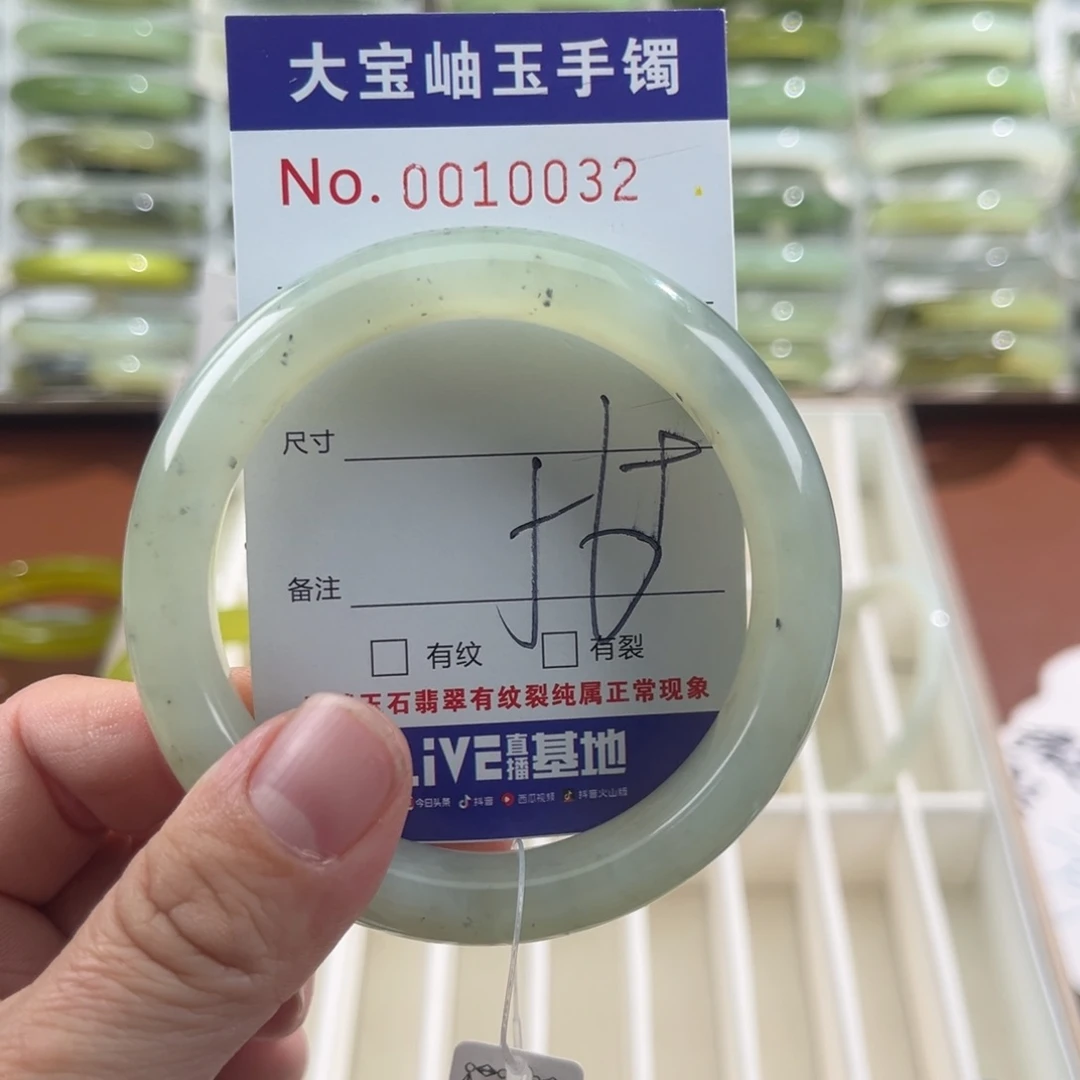 大宝岫玉手镯
No. 0010032
尺寸
备注
有纹 有裂
玉石翡翠有纹裂纯属正常现象
LiVE直播基地
今日头条 抖音 西瓜视频 抖音火山版